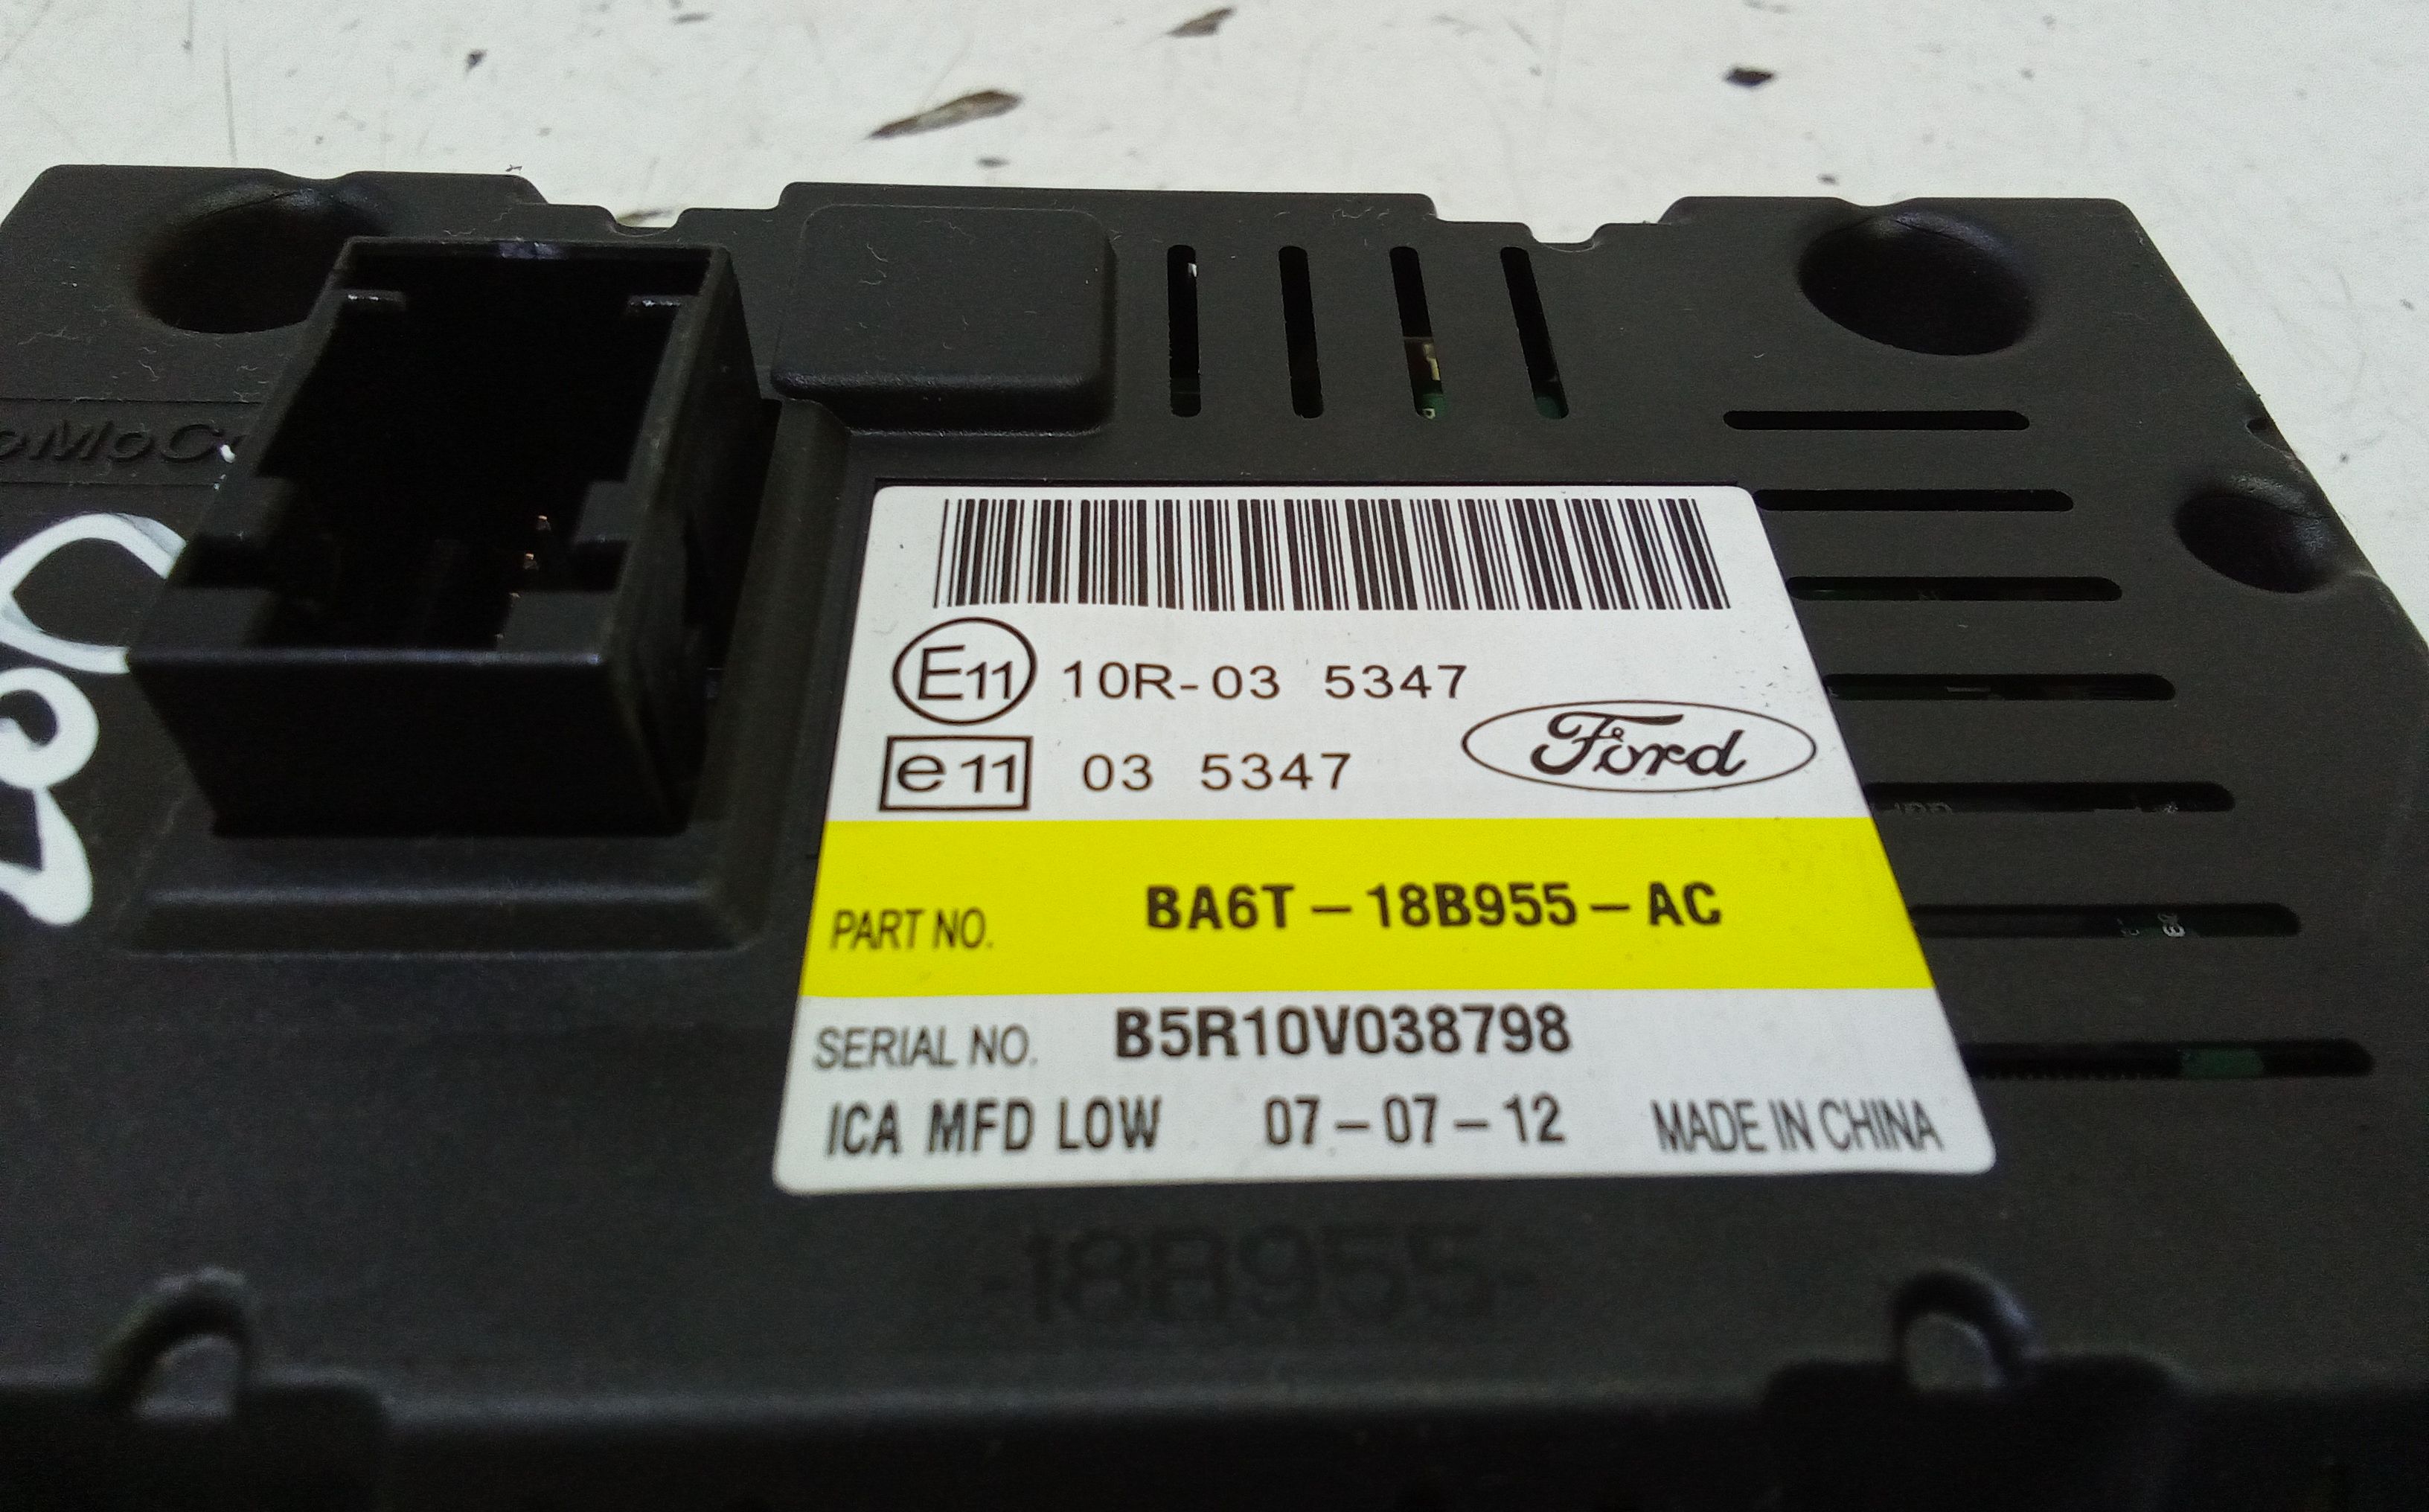 oMoCo
E11 10R-03 5347
e11 03 5347
Ford
PART NO. BA6T-18B955-AC
SERIAL NO. B5R10V038798
ICA MFD LOW 07-07-12 MADE IN CHINA
-18B955-